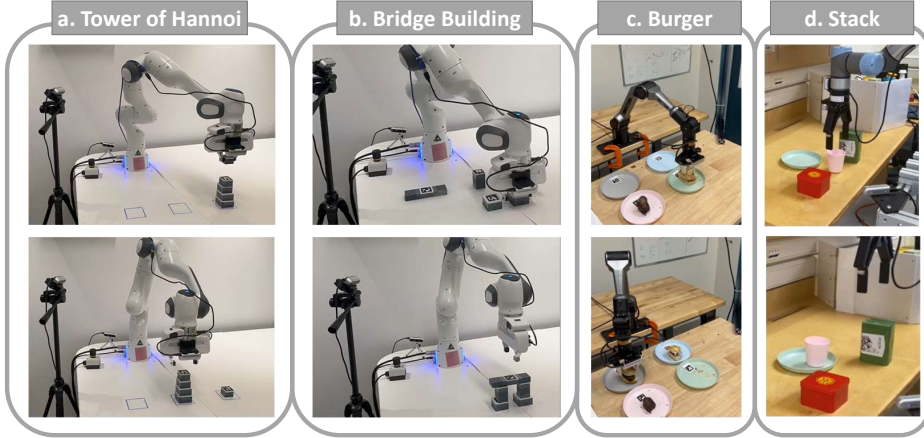 a. Tower of Hannoi
b. Bridge Building
c. Burger
d. Stack